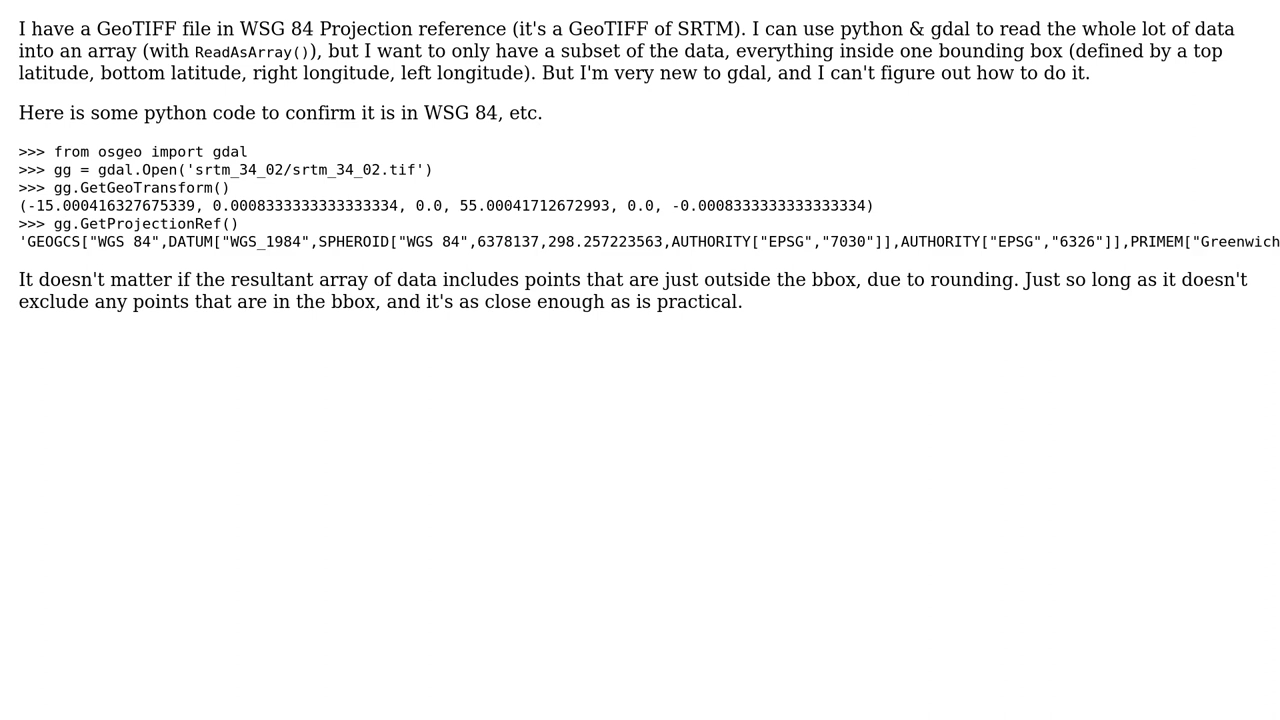 I have a GeoTIFF file in WSG 84 Projection reference (it's a GeoTIFF of SRTM). I can use python & gdal to read the whole lot of data
into an array (with ReadAsArray()), but I want to only have a subset of the data, everything inside one bounding box (defined by a top
latitude, bottom latitude, right longitude, left longitude). But I'm very new to gdal, and I can't figure out how to do it.
Here is some python code to confirm it is in WSG 84, etc.
>>> from osgeo import gdal
>>> gg = gdal.Open('srtm_34_02/srtm_34_02.tif')
>>> gg.GetGeoTransform()
(-15.000416327675339, 0.0008333333333333334, 0.0, 55.00041712672993, 0.0, -0.0008333333333333334)
>>> gg.GetProjectionRef()
'GEOGCS["WGS 84",DATUM["WGS_1984",SPHEROID["WGS 84",6378137,298.257223563,AUTHORITY["EPSG","7030"]],AUTHORITY["EPSG","6326"]],PRIMEM["Greenwich
It doesn't matter if the resultant array of data includes points that are just outside the bbox, due to rounding. Just so long as it doesn't
exclude any points that are in the bbox, and it's as close enough as is practical.